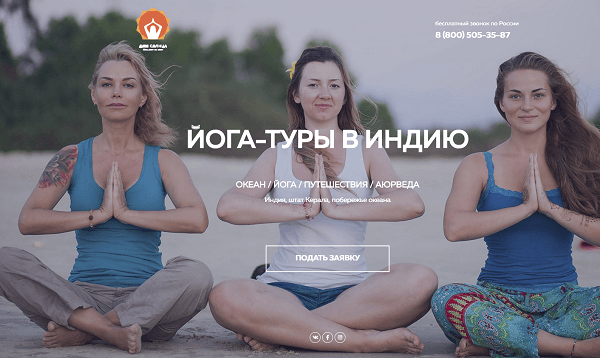 бесплатный звонок по России
8 (800) 505-35-87
ДОМ СОЛНЦА
ЙОГА-ТУРЫ В ИНДИЮ
ОКЕАН / ЙОГА / ПУТЕШЕСТВИЯ / АЮРВЕДА
Индия, штат Керала, побережье океана
ПОДАТЬ ЗАЯВКУ